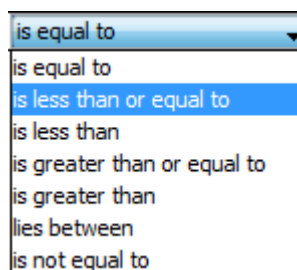 is equal to
is equal to
is less than or equal to
is less than
is greater than or equal to
is greater than
lies between
is not equal to